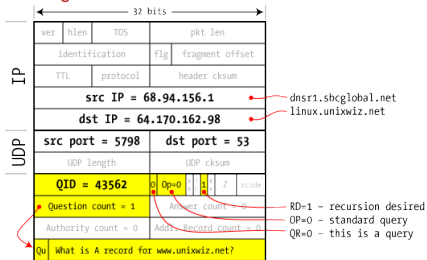 32 bits
ver hlen TOS pkt len
identification flg fragment offset
TTL protocol header cksum
IP
src IP = 68.94.156.1
dnsr1.sbcglobal.net
dst IP = 64.170.162.98
linux.unixwiz.net
src port = 5798 dst port = 53
UDP
UDP length UDP cksum
QID = 43562 0 Op=0 1 Z rcode
Question count = 1 Answer count = 0
RD=1 - recursion desired
OP=0 - standard query
Authority count = 0 Addl. Record count = 0
QR=0 - this is a query
Qu What is A record for www.unixwiz.net?